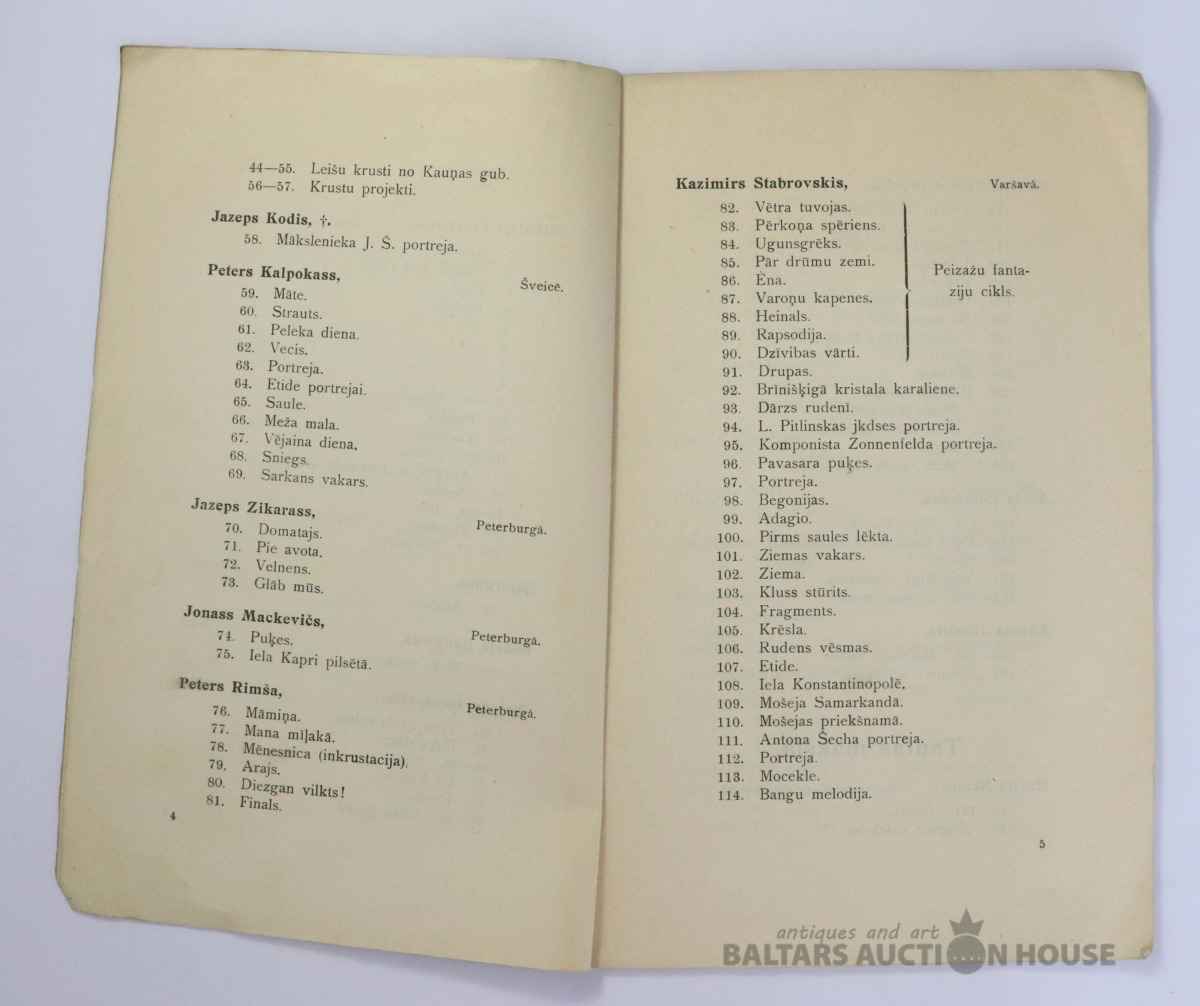 44—55. Leišu krusti no Kauņas gub.
56—57. Krustu projekti.
Jazeps Kodis, †.
58. Mākslenieka J. Š. portreja.
Peters Kalpokass, Šveicē.
59. Māte.
60. Strauts.
61. Peleka diena.
62. Vecis.
63. Portreja.
64. Etide portrejai.
65. Saule.
66. Meža mala.
67. Vējaina diena.
68. Sniegs.
69. Sarkans vakars.
Jazeps Zikarass, Peterburgā.
70. Domatajs.
71. Pie avota.
72. Velnens.
73. Glāb mūs.
Jonass Mackevičs, Peterburgā.
74. Puķes.
75. Iela Kapri pilsētā.
Peters Rimša, Peterburgā.
76. Māmiņa.
77. Mana mīļakā.
78. Mēnesnica (inkrustacija).
79. Arajs.
80. Diezgan vilkts!
81. Finals.
4
Kazimirs Stabrovskis, Varšavā.
82. Vētra tuvojas.
83. Pērkoņa spēriens.
84. Ugunsgrēks.
85. Pār drūmu zemi.
86. Ēna.
87. Varoņu kapenes.
88. Heinals.
89. Rapsodija.
90. Dzīvibas vārti.
Peizažu fanta-
ziju cikls.
91. Drupas.
92. Brīnišķigā kristala karaliene.
93. Dārzs rudenī.
94. L. Pitlinskas jkdses portreja.
95. Komponista Zonnenfelda portreja.
96. Pavasara puķes.
97. Portreja.
98. Begonijas.
99. Adagio.
100. Pirms saules lēkta.
101. Ziemas vakars.
102. Ziema.
103. Kluss stūrits.
104. Fragments.
105. Krēsla.
106. Rudens vēsmas.
107. Etide.
108. Iela Konstantinopolē.
109. Mošeja Samarkandā.
110. Mošejas priekšnamā.
111. Antona Šecha portreja.
112. Portreja.
113. Mocekle.
114. Bangu melodija.
5
antiques and art
BALTARS AUCTION HOUSE